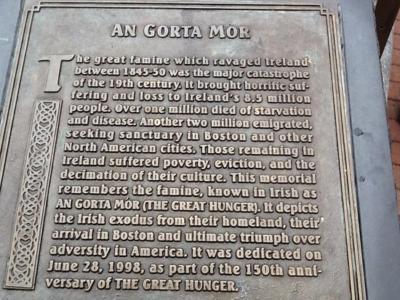 AN GORTA MÓR
The great famine which ravaged Ireland
between 1845-50 was the major catastrophe
of the 19th century. It brought horrific suf-
fering and loss to Ireland's 8.5 million
people. Over one million died of starvation
and disease. Another two million emigrated,
seeking sanctuary in Boston and other
North American cities. Those remaining in
Ireland suffered poverty, eviction, and the
decimation of their culture. This memorial
remembers the famine, known in Irish as
AN GORTA MÓR (THE GREAT HUNGER). It depicts
the Irish exodus from their homeland, their
arrival in Boston and ultimate triumph over
adversity in America. It was dedicated on
June 28, 1998, as part of the 150th anni-
versary of THE GREAT HUNGER.